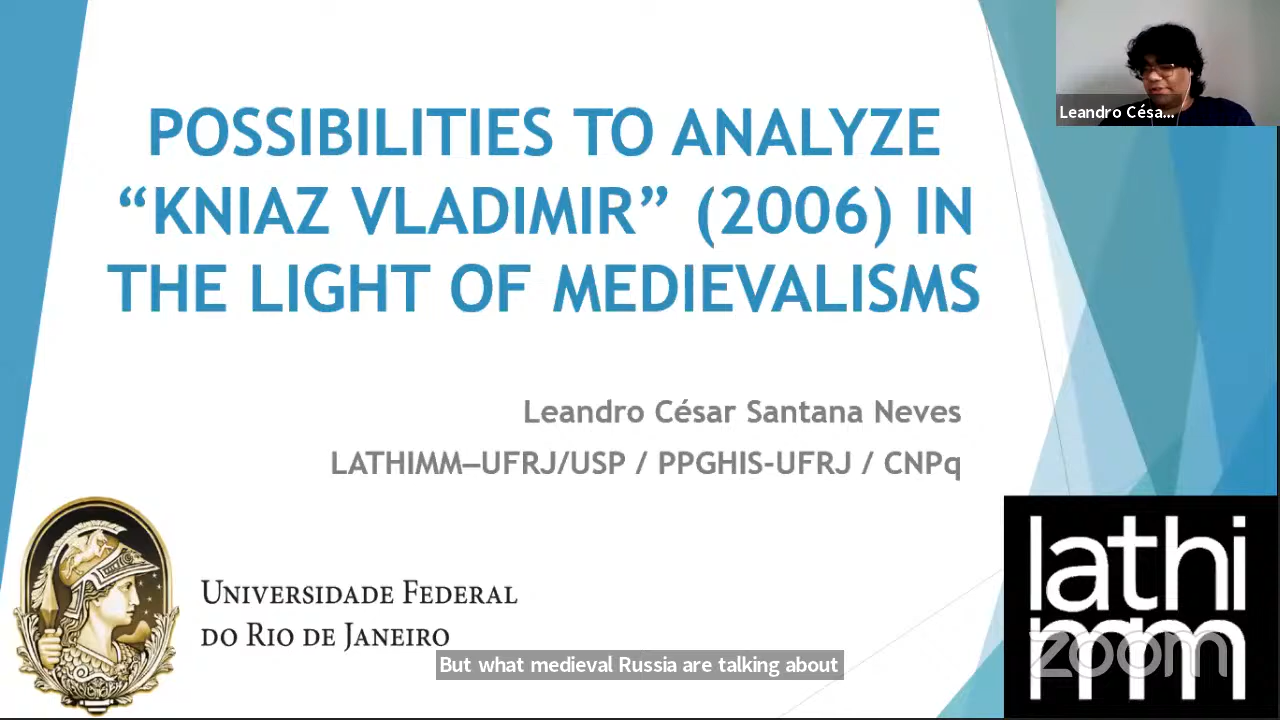 POSSIBILITIES TO ANALYZE
“KNIAZ VLADIMIR” (2006) IN
THE LIGHT OF MEDIEVALISMS
Leandro Césa...
Leandro César Santana Neves
LATHIMM–UFRJ/USP / PPGHIS-UFRJ / CNPq
UNIVERSIDADE FEDERAL
DO RIO DE JANEIRO
lathi
mm
zoom
But what medieval Russia are talking about